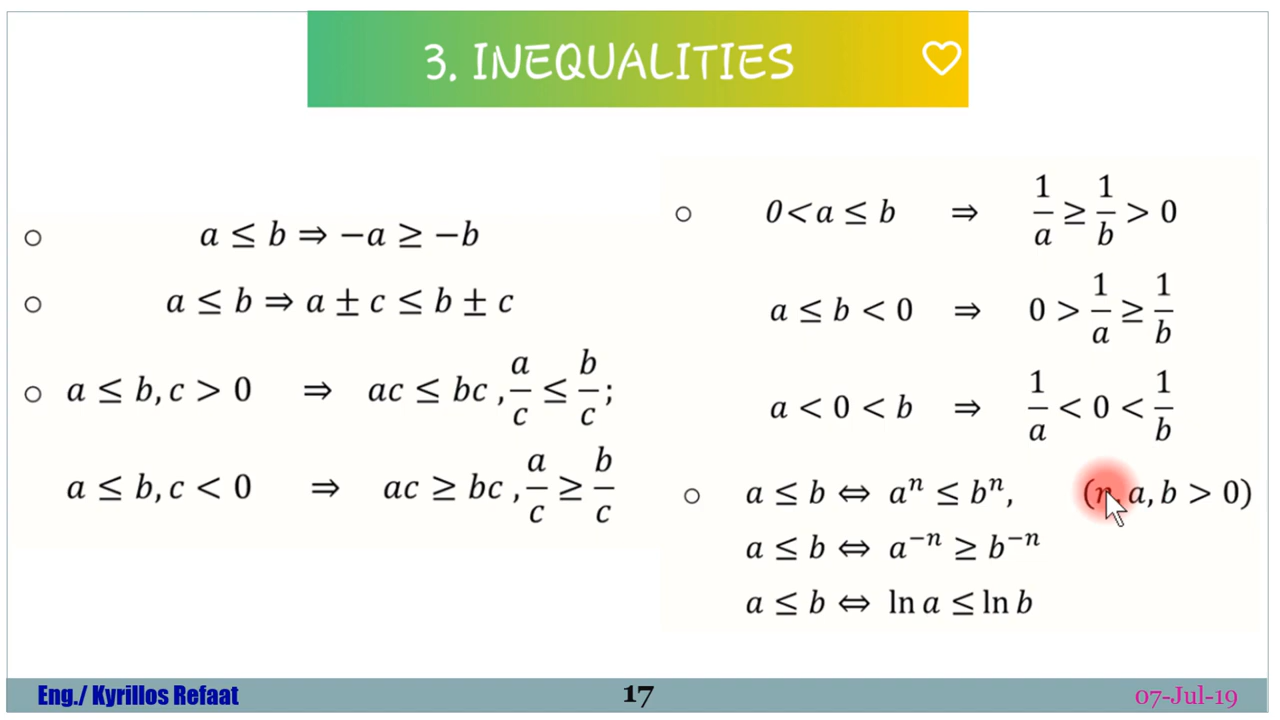 3. INEQUALITIES
a ≤ b ⇒ −a ≥ −b
a ≤ b ⇒ a ± c ≤ b ± c
a ≤ b, c > 0 ⇒ ac ≤ bc , a/c ≤ b/c ;
a ≤ b, c < 0 ⇒ ac ≥ bc , a/c ≥ b/c
0 < a ≤ b ⇒ 1/a ≥ 1/b > 0
a ≤ b < 0 ⇒ 0 > 1/a ≥ 1/b
a < 0 < b ⇒ 1/a < 0 < 1/b
a ≤ b ⇔ aⁿ ≤ bⁿ, (n, a, b > 0)
a ≤ b ⇔ a⁻ⁿ ≥ b⁻ⁿ
a ≤ b ⇔ ln a ≤ ln b
Eng./ Kyrillos Refaat
17
07-Jul-19